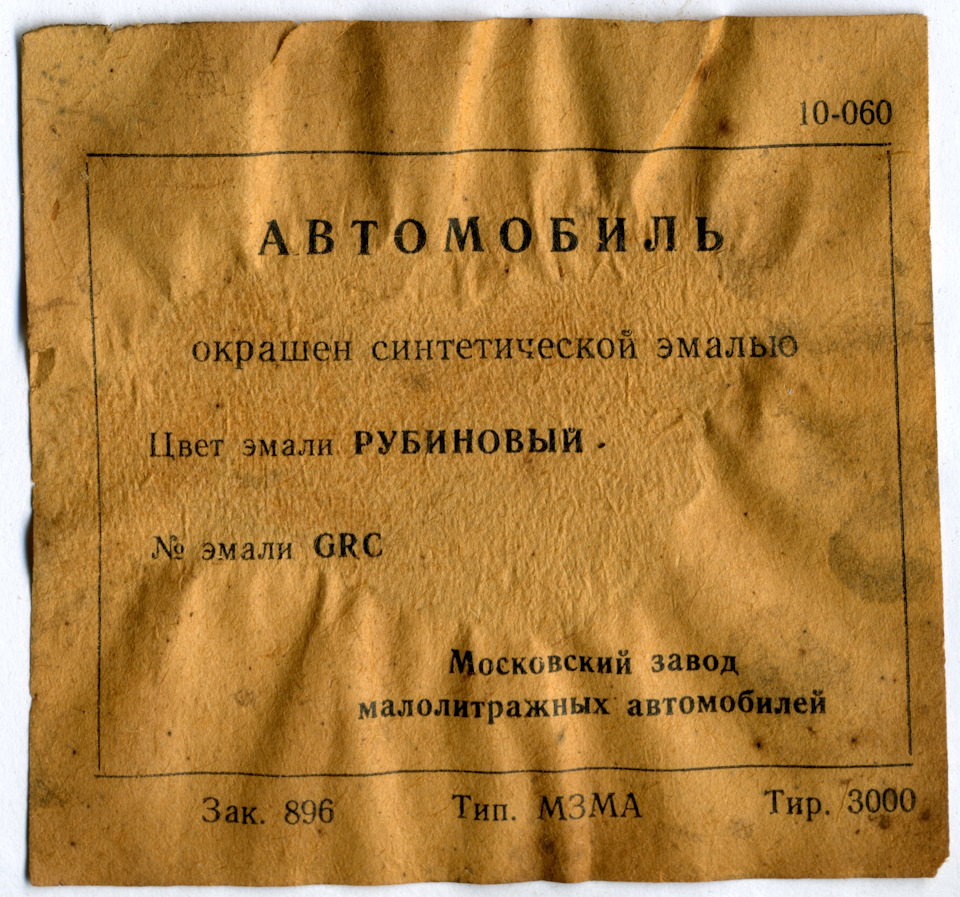 10-060
АВТОМОБИЛЬ
окрашен синтетической эмалью
Цвет эмали РУБИНОВЫЙ -
№ эмали GRC
Московский завод
малолитражных автомобилей
Зак. 896 Тип. МЗМА Тир. 3000